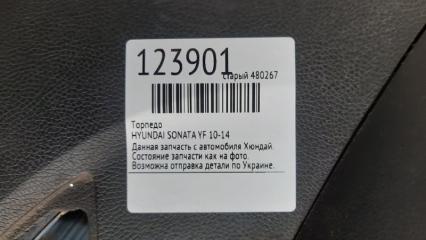 123901
старый 480267
Торпедо
HYUNDAI SONATA YF 10-14
Данная запчасть с автомобиля Хюндай.
Состояние запчасти как на фото.
Возможна отправка детали по Украине.